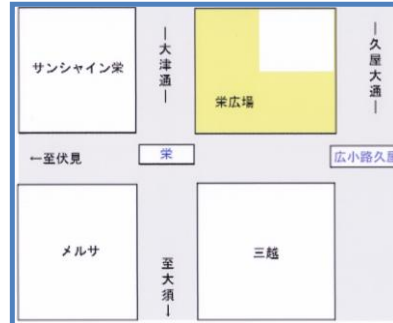 サンシャイン栄
｜大津通｜
栄広場
｜久屋大通｜
←至伏見
栄
広小路久屋
メルサ
至大須↓
三越